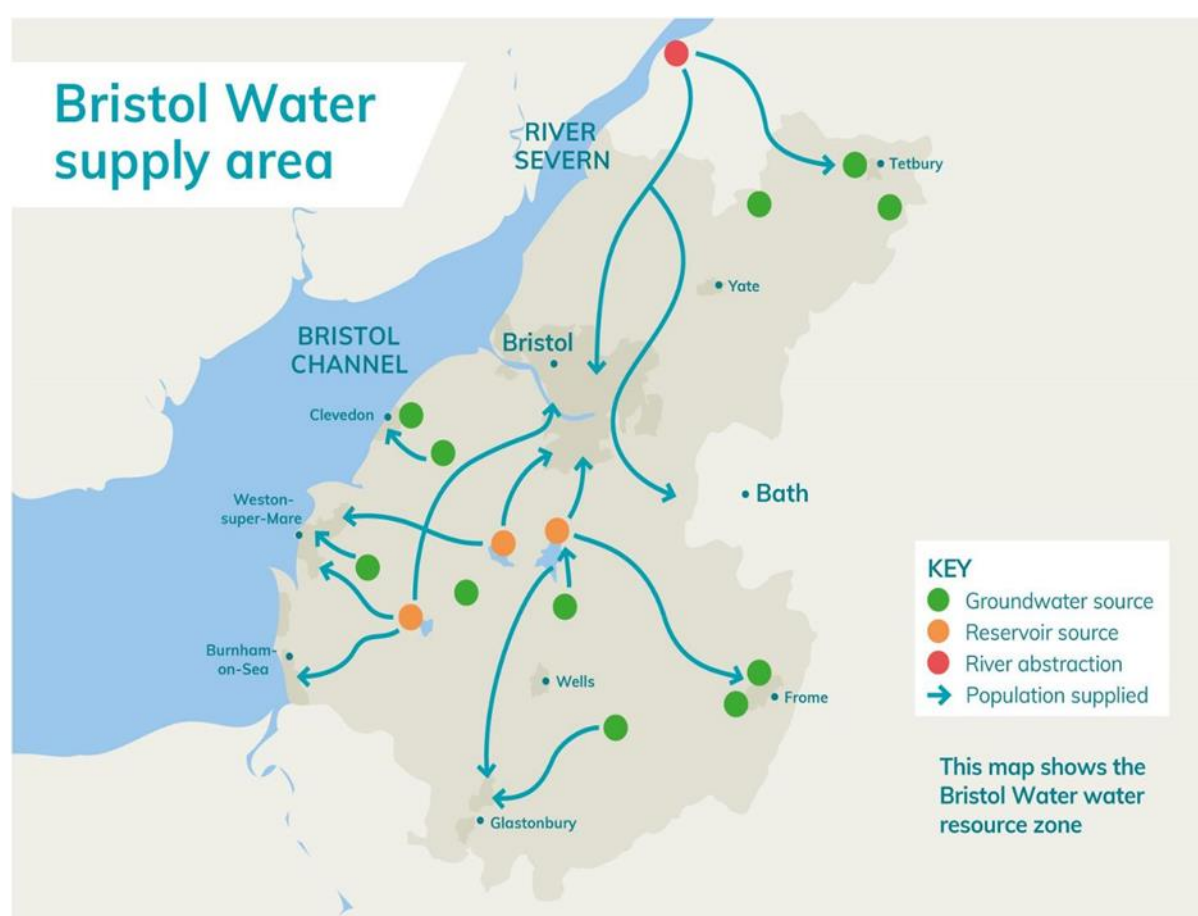 Bristol Water
supply area
RIVER
SEVERN
Tetbury
Yate
BRISTOL
CHANNEL
Bristol
Clevedon
Weston-
super-Mare
Bath
Burnham-
on-Sea
Wells
Frome
Glastonbury
KEY
Groundwater source
Reservoir source
River abstraction
Population supplied
This map shows the
Bristol Water water
resource zone